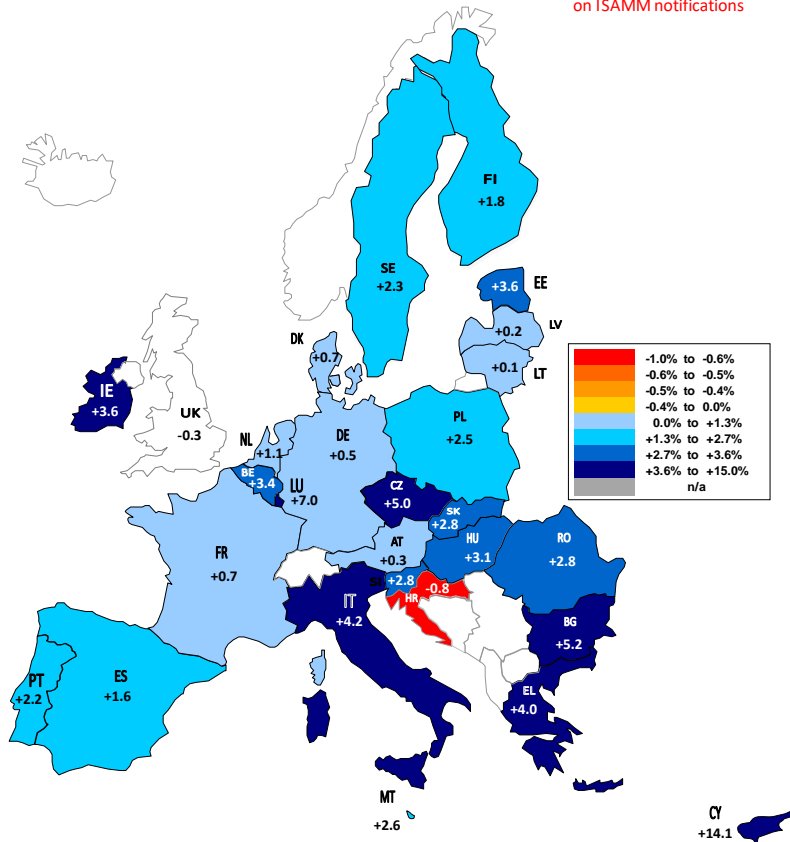 on ISAMM notifications
FI
+1.8
SE
+2.3
+3.6 EE
+0.2 LV
+0.1 LT
DK
+0.7
IE
+3.6
UK
-0.3
NL
+1.1
DE
+0.5
PL
+2.5
BE
+3.4
LU
+7.0
CZ
+5.0
SK
+2.8
AT
+0.3
HU
+3.1
RO
+2.8
FR
+0.7
SI +2.8
HR -0.8
IT
+4.2
BG
+5.2
EL
+4.0
PT
+2.2
ES
+1.6
MT
+2.6
CY
+14.1
-1.0% to -0.6%
-0.6% to -0.5%
-0.5% to -0.4%
-0.4% to 0.0%
0.0% to +1.3%
+1.3% to +2.7%
+2.7% to +3.6%
+3.6% to +15.0%
n/a